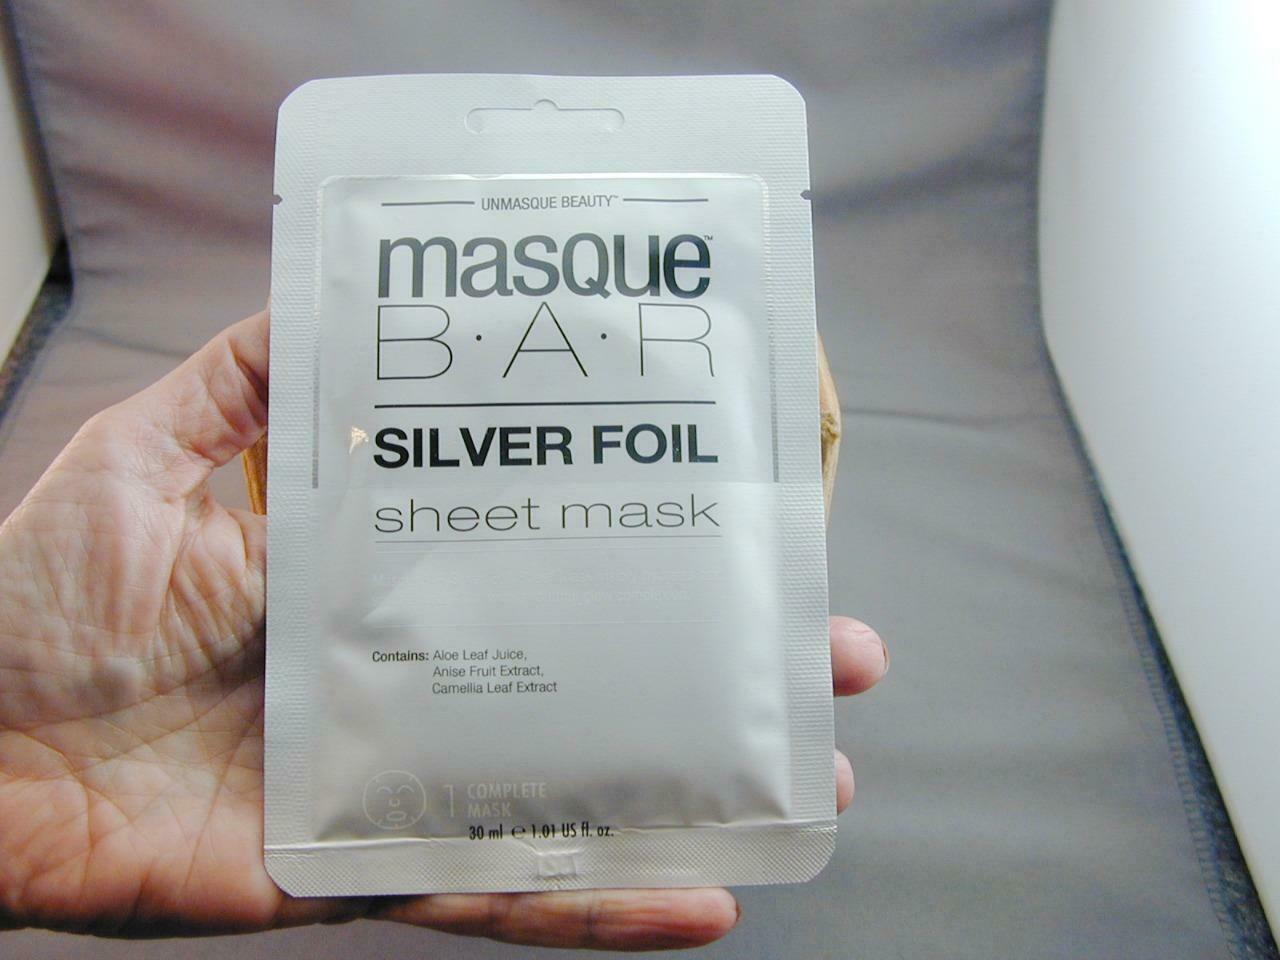 UNMASQUE BEAUTY™
masque™
B·A·R
SILVER FOIL
sheet mask
Contains: Aloe Leaf Juice,
Anise Fruit Extract,
Camellia Leaf Extract
1 COMPLETE
MASK
30 ml ℮ 1.01 US fl. oz.